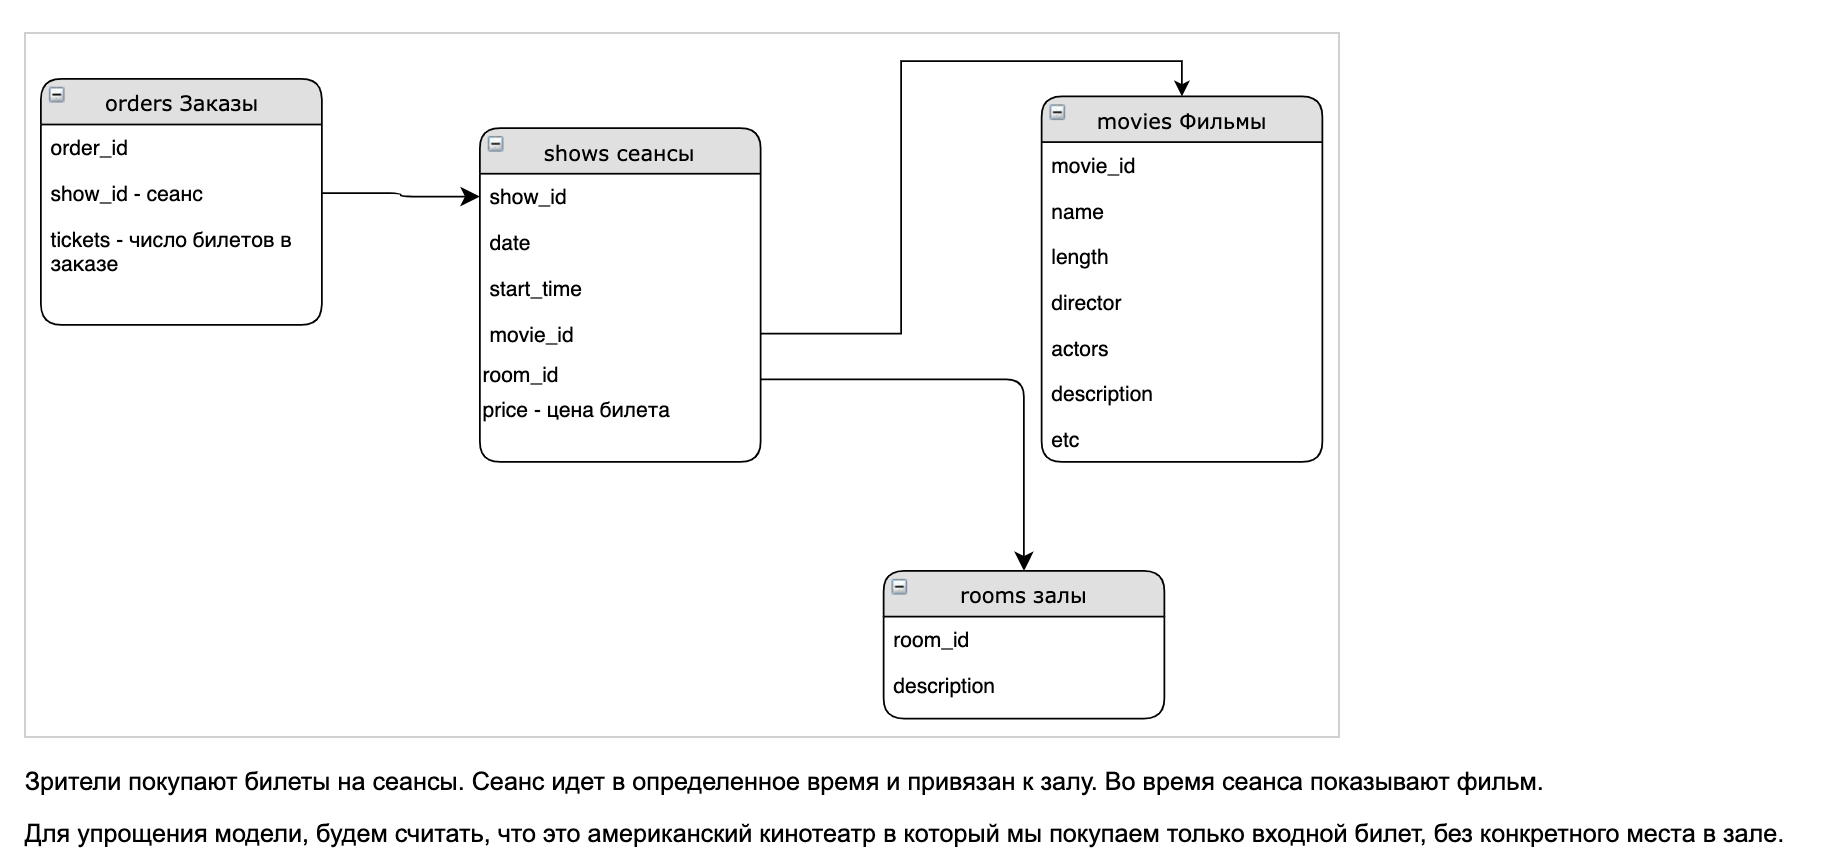 orders Заказы
order_id
show_id - сеанс
tickets - число билетов в
заказе
shows сеансы
show_id
date
start_time
movie_id
room_id
price - цена билета
movies Фильмы
movie_id
name
length
director
actors
description
etc
rooms залы
room_id
description
Зрители покупают билеты на сеансы. Сеанс идет в определенное время и привязан к залу. Во время сеанса показывают фильм.
Для упрощения модели, будем считать, что это американский кинотеатр в который мы покупаем только входной билет, без конкретного места в зале.